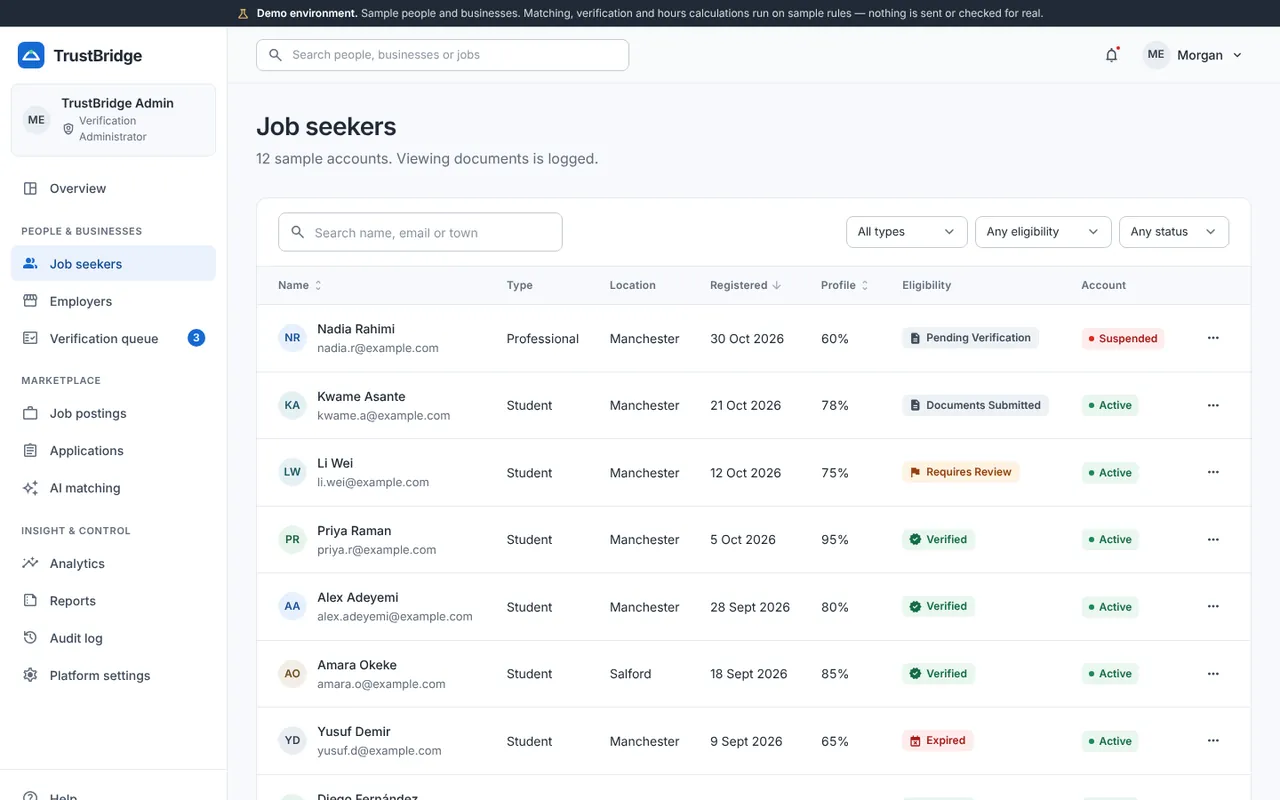 Demo environment. Sample people and businesses. Matching, verification and hours calculations run on sample rules — nothing is sent or checked for real.
TrustBridge
Search people, businesses or jobs
ME
Morgan
ME
TrustBridge Admin
Verification
Administrator
Overview
PEOPLE & BUSINESSES
Job seekers
Employers
Verification queue
3
MARKETPLACE
Job postings
Applications
AI matching
INSIGHT & CONTROL
Analytics
Reports
Audit log
Platform settings
Help
Job seekers
12 sample accounts. Viewing documents is logged.
Search name, email or town
All types
Any eligibility
Any status
Name Type Location Registered Profile Eligibility Account
NR Nadia Rahimi Professional Manchester 30 Oct 2026 60% Pending Verification Suspended
nadia.r@example.com
KA Kwame Asante Student Manchester 21 Oct 2026 78% Documents Submitted Active
kwame.a@example.com
LW Li Wei Student Manchester 12 Oct 2026 75% Requires Review Active
li.wei@example.com
PR Priya Raman Student Manchester 5 Oct 2026 95% Verified Active
priya.r@example.com
AA Alex Adeyemi Student Manchester 28 Sept 2026 80% Verified Active
alex.adeyemi@example.com
AO Amara Okeke Student Salford 18 Sept 2026 85% Verified Active
amara.o@example.com
YD Yusuf Demir Student Manchester 9 Sept 2026 65% Expired Active
yusuf.d@example.com
Diego Fernández